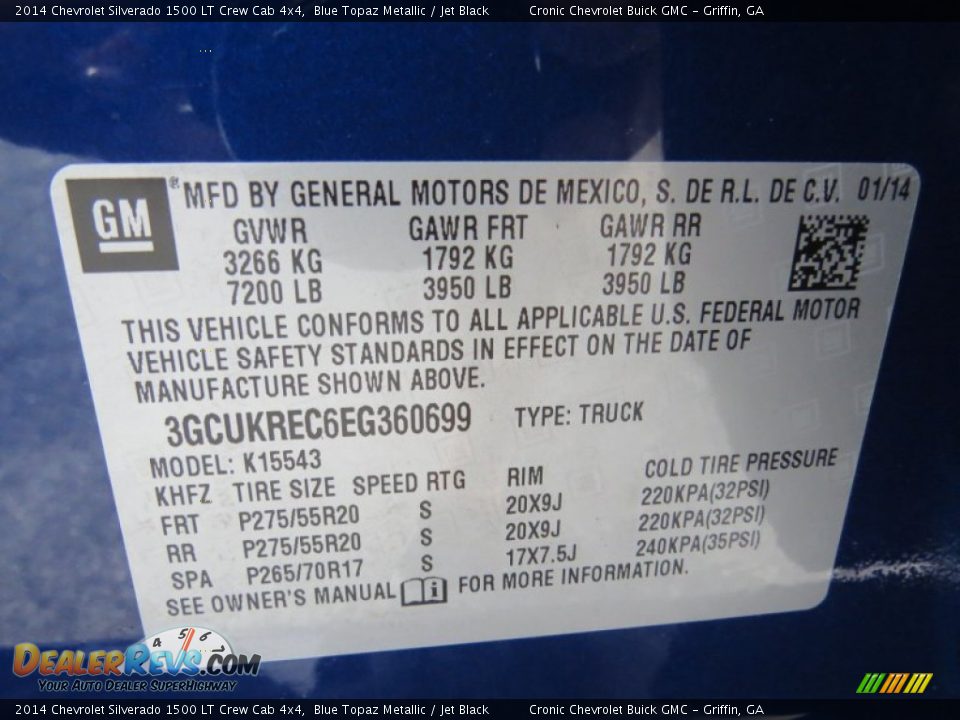 2014 Chevrolet Silverado 1500 LT Crew Cab 4x4, Blue Topaz Metallic / Jet Black Cronic Chevrolet Buick GMC – Griffin, GA
GM ® MFD BY GENERAL MOTORS DE MEXICO, S. DE R.L. DE C.V. 01/14
GVWR GAWR FRT GAWR RR
3266 KG 1792 KG 1792 KG
7200 LB 3950 LB 3950 LB
THIS VEHICLE CONFORMS TO ALL APPLICABLE U.S. FEDERAL MOTOR
VEHICLE SAFETY STANDARDS IN EFFECT ON THE DATE OF
MANUFACTURE SHOWN ABOVE.
3GCUKREC6EG360699 TYPE: TRUCK
MODEL: K15543
KHFZ TIRE SIZE SPEED RTG RIM COLD TIRE PRESSURE
FRT P275/55R20 S 20X9J 220KPA(32PSI)
RR P275/55R20 S 20X9J 220KPA(32PSI)
SPA P265/70R17 S 17X7.5J 240KPA(35PSI)
SEE OWNER'S MANUAL i FOR MORE INFORMATION.
4 5 6 7
DEALERREVS.COM
YOUR AUTO DEALER SUPERHIGHWAY
2014 Chevrolet Silverado 1500 LT Crew Cab 4x4, Blue Topaz Metallic / Jet Black Cronic Chevrolet Buick GMC – Griffin, GA